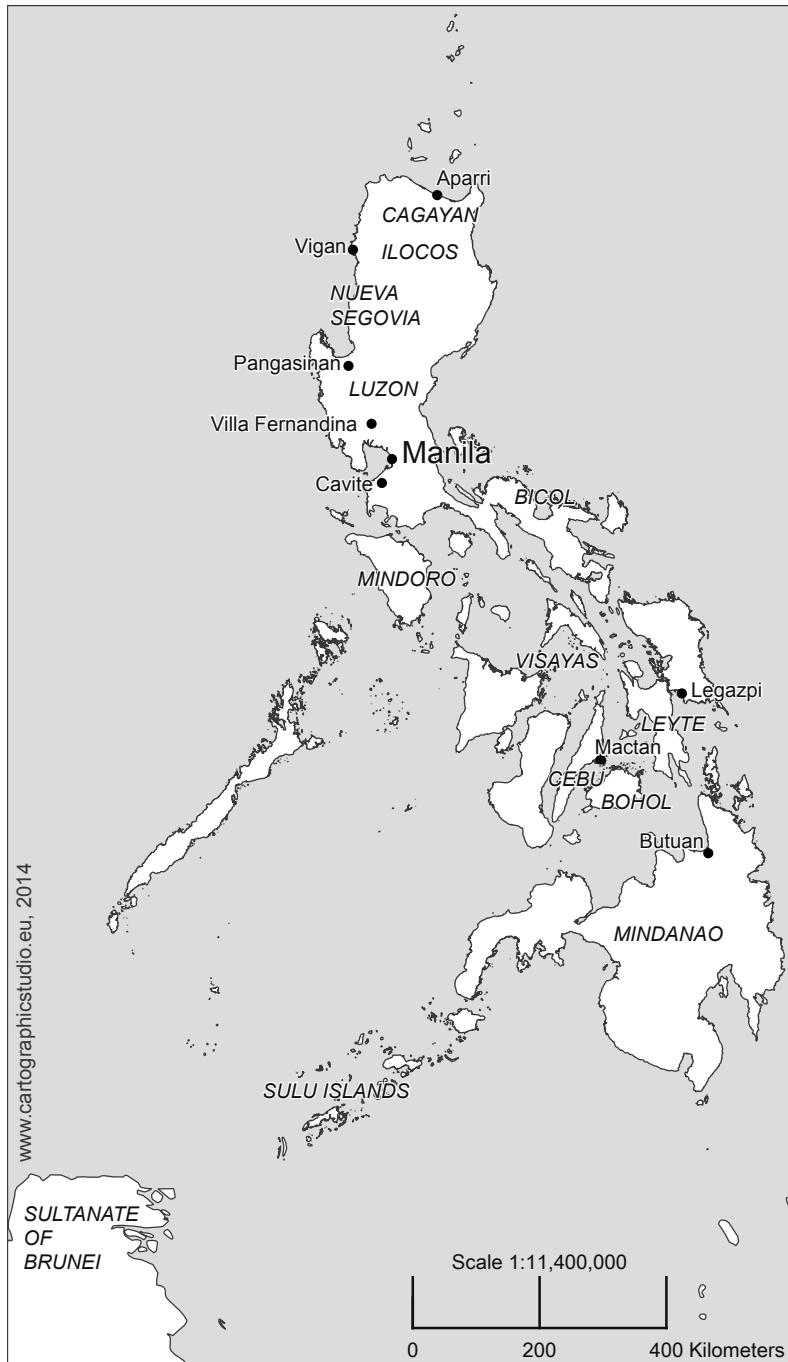 Aparri
CAGAYAN
Vigan
ILOCOS
NUEVA
SEGOVIA
Pangasinan
LUZON
Villa Fernandina
Manila
Cavite
BICOL
MINDORO
VISAYAS
Legazpi
LEYTE
Mactan
CEBU
BOHOL
Butuan
MINDANAO
www.cartographicstudio.eu, 2014
SULU ISLANDS
SULTANATE
OF
BRUNEI
Scale 1:11,400,000
0 200 400 Kilometers